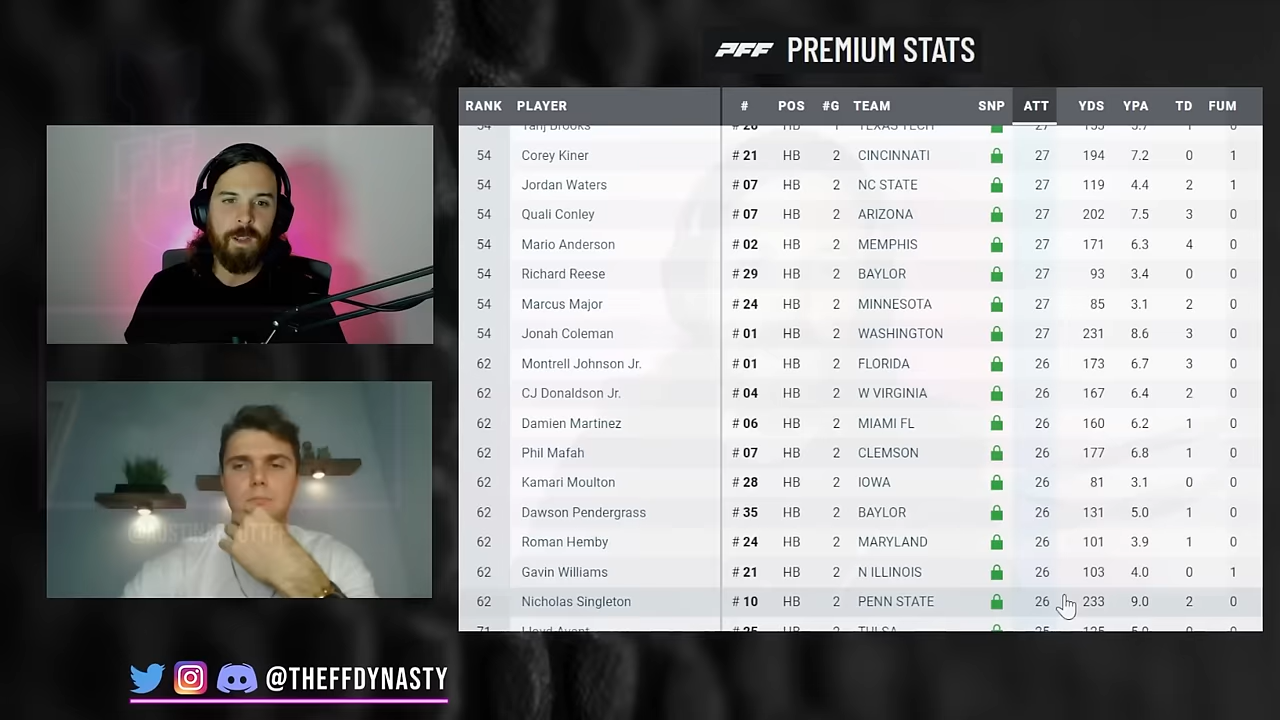 PFF PREMIUM STATS
RANK PLAYER # POS #G TEAM SNP ATT YDS YPA TD FUM
54 Corey Kiner # 21 HB 2 CINCINNATI 27 194 7.2 0 1
54 Jordan Waters # 07 HB 2 NC STATE 27 119 4.4 2 1
54 Quali Conley # 07 HB 2 ARIZONA 27 202 7.5 3 0
54 Mario Anderson # 02 HB 2 MEMPHIS 27 171 6.3 4 0
54 Richard Reese # 29 HB 2 BAYLOR 27 93 3.4 0 0
54 Marcus Major # 24 HB 2 MINNESOTA 27 85 3.1 2 0
54 Jonah Coleman # 01 HB 2 WASHINGTON 27 231 8.6 3 0
62 Montrell Johnson Jr. # 01 HB 2 FLORIDA 26 173 6.7 3 0
62 CJ Donaldson Jr. # 04 HB 2 W VIRGINIA 26 167 6.4 2 0
62 Damien Martinez # 06 HB 2 MIAMI FL 26 160 6.2 1 0
62 Phil Mafah # 07 HB 2 CLEMSON 26 177 6.8 1 0
62 Kamari Moulton # 28 HB 2 IOWA 26 81 3.1 0 0
62 Dawson Pendergrass # 35 HB 2 BAYLOR 26 131 5.0 1 0
62 Roman Hemby # 24 HB 2 MARYLAND 26 101 3.9 1 0
62 Gavin Williams # 21 HB 2 N ILLINOIS 26 103 4.0 0 1
62 Nicholas Singleton # 10 HB 2 PENN STATE 26 233 9.0 2 0
@THEFFDYNASTY